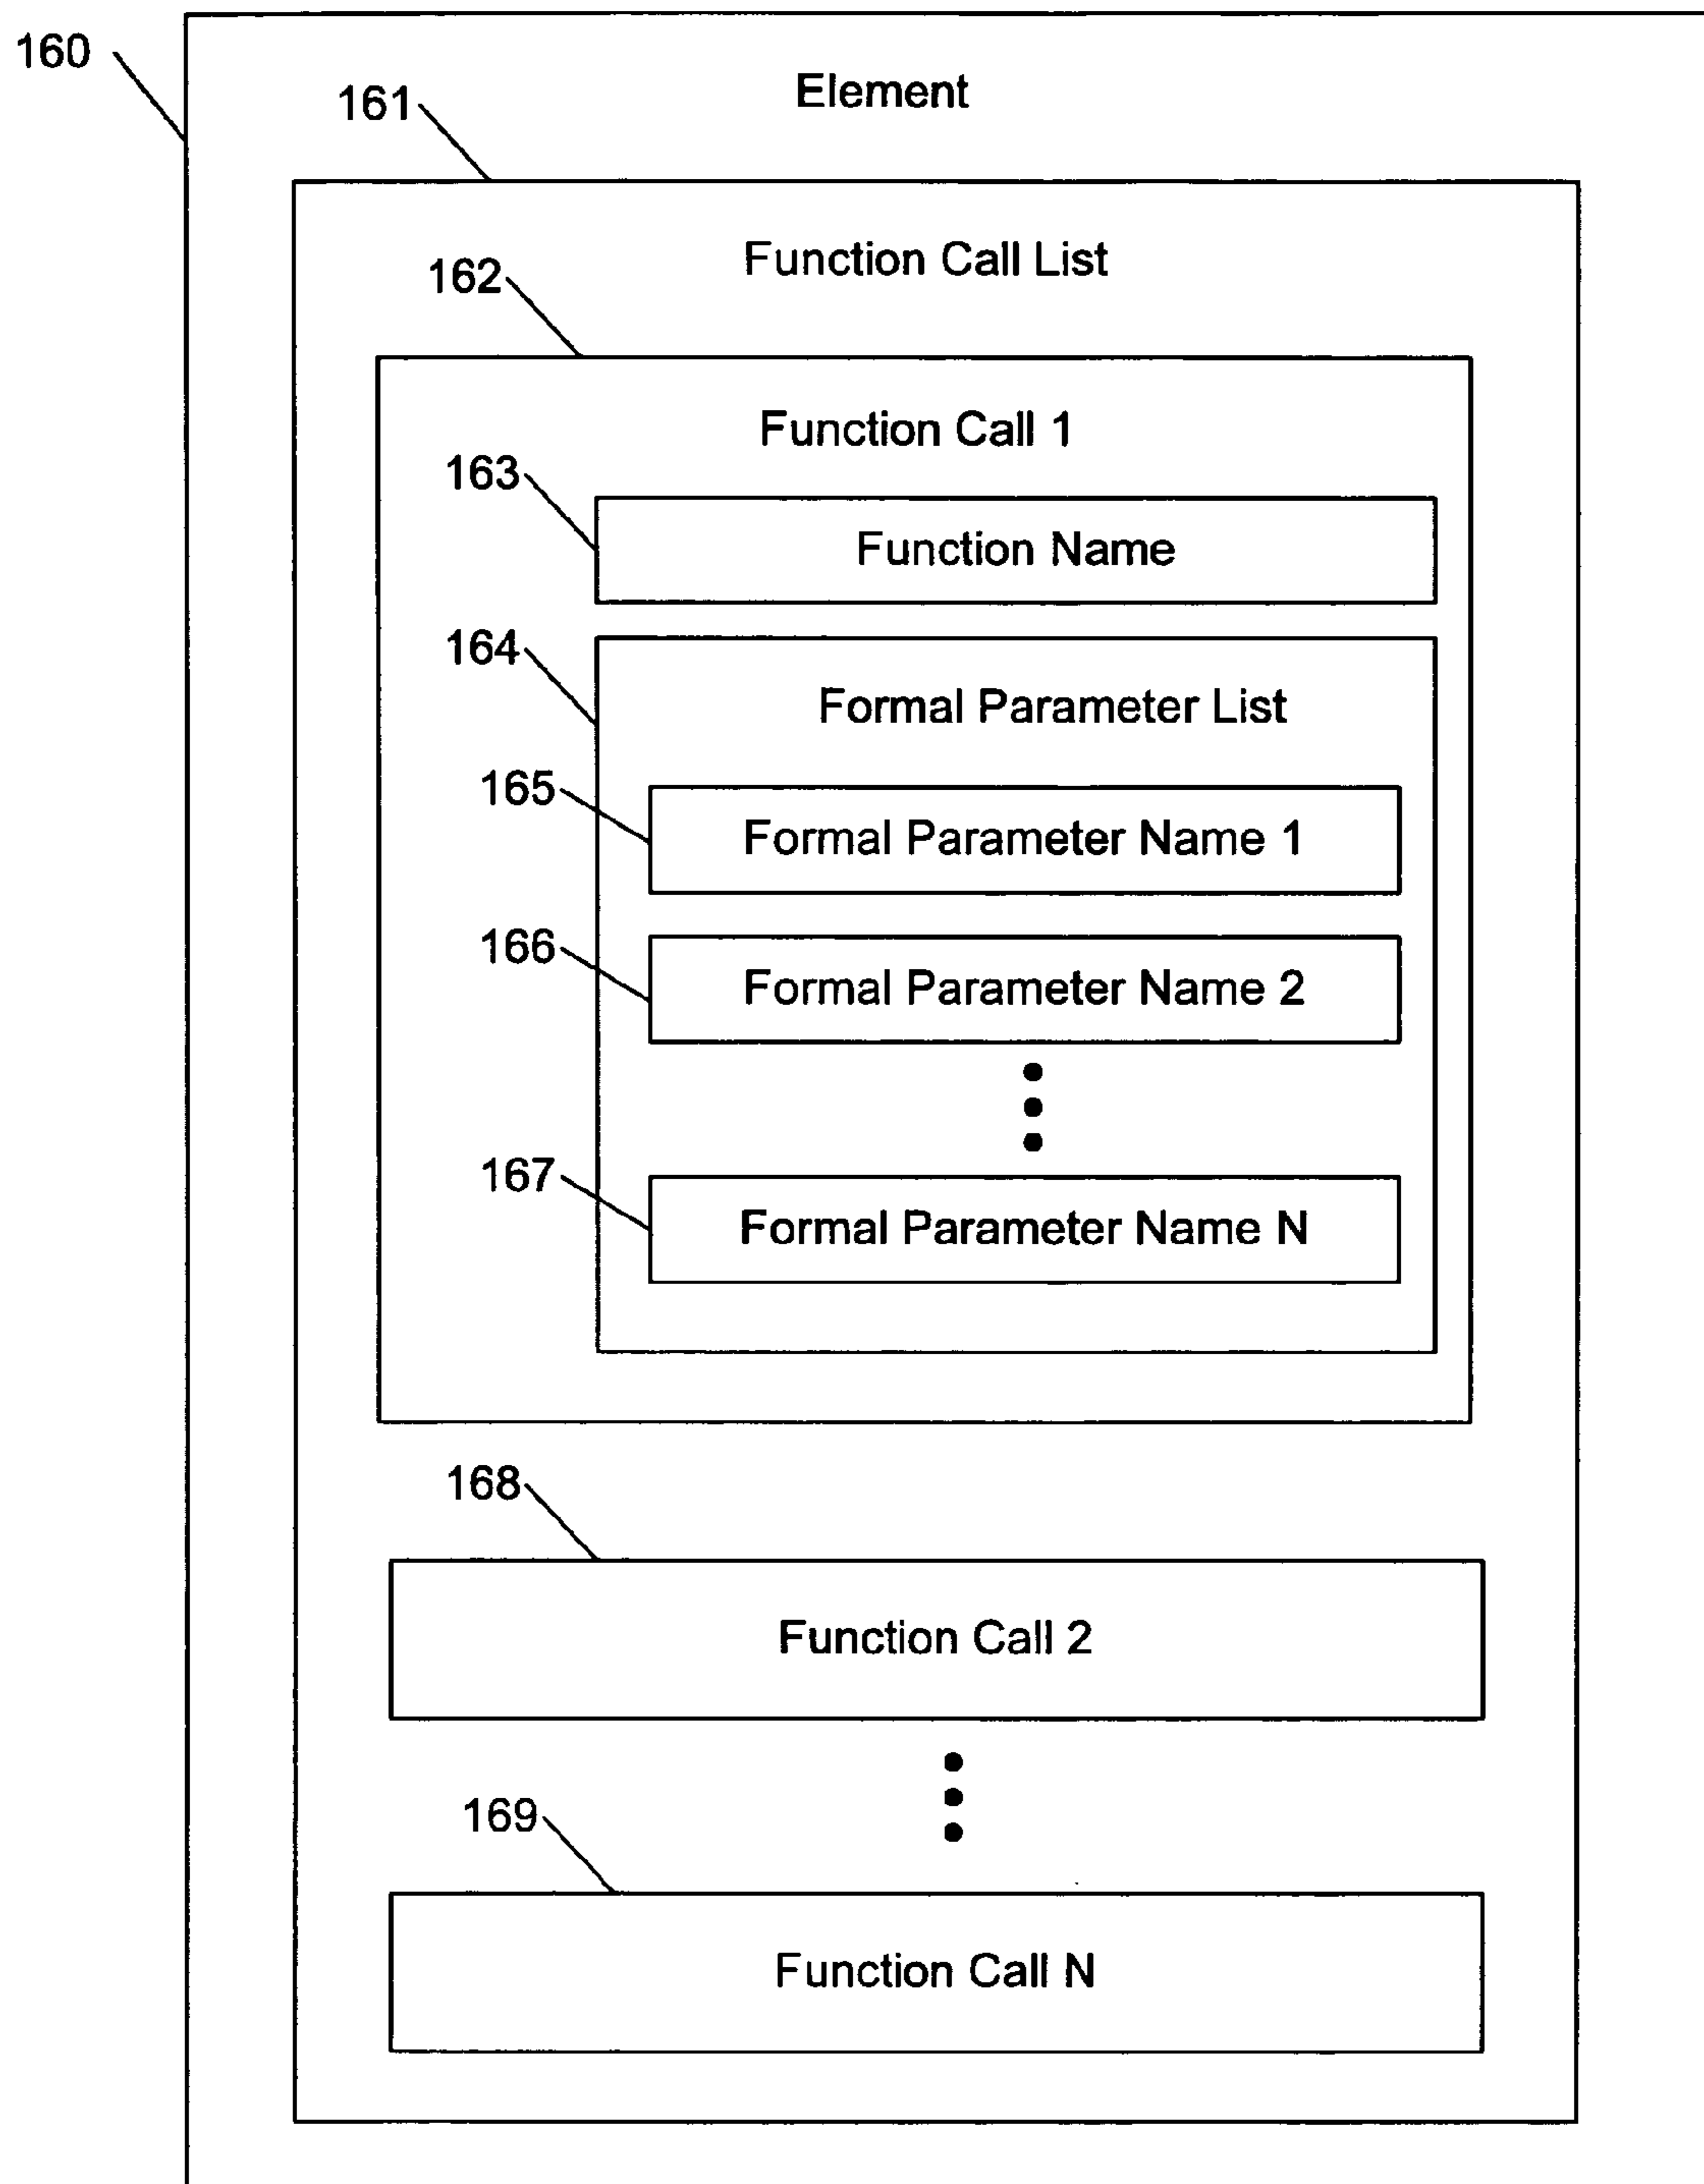 160
Element
161
Function Call List
162
Function Call 1
163
Function Name
164
Formal Parameter List
165
Formal Parameter Name 1
166
Formal Parameter Name 2
167
Formal Parameter Name N
168
Function Call 2
169
Function Call N